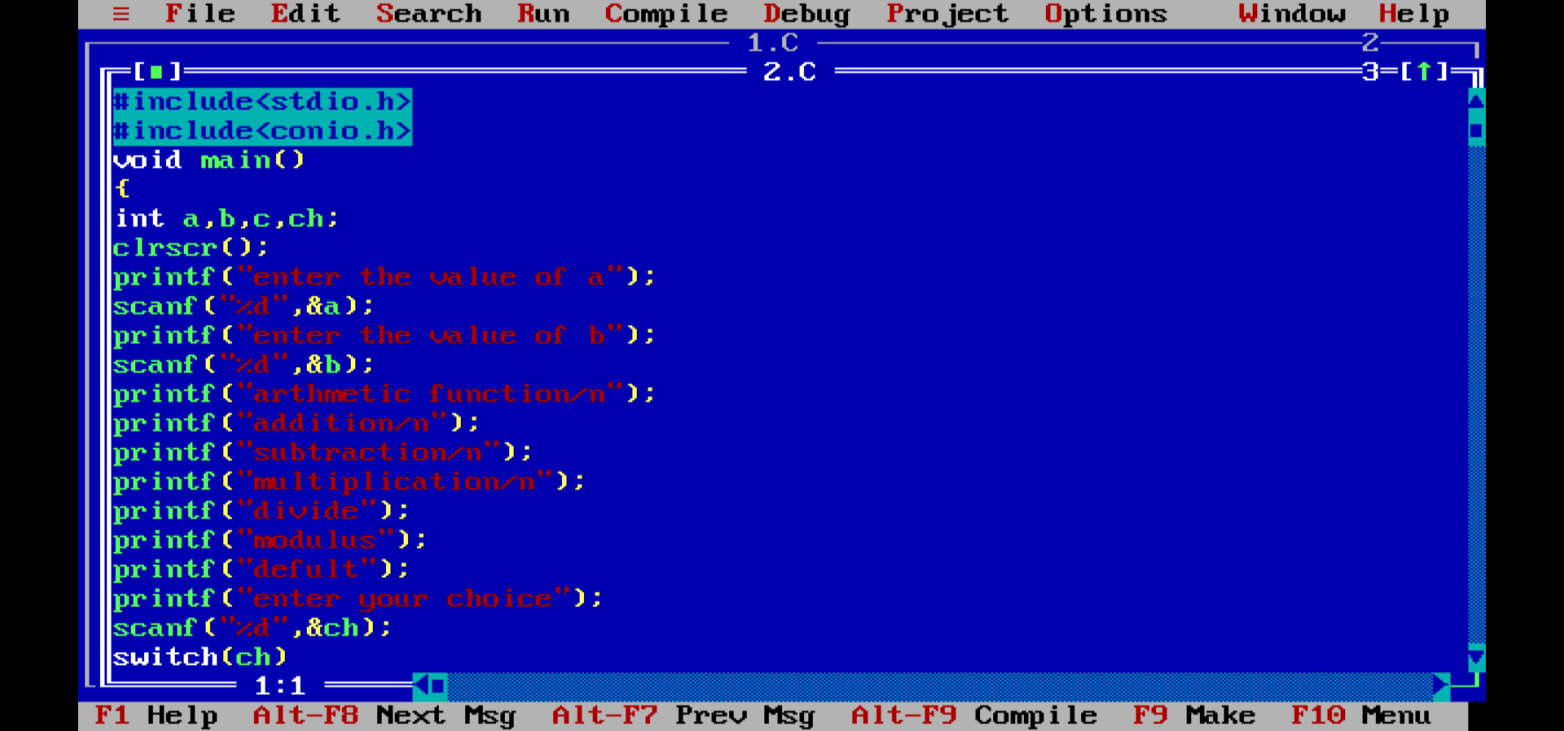 ≡ File Edit Search Run Compile Debug Project Options Window Help
1.C 2
[■] 2.C 3=[↑]
#include<stdio.h>
#include<conio.h>
void main()
{
int a,b,c,ch;
clrscr();
printf("enter the value of a");
scanf("%d",&a);
printf("enter the value of b");
scanf("%d",&b);
printf("arthmetic function/n");
printf("addition/n");
printf("subtraction/n");
printf("multiplication/n");
printf("divide");
printf("modulus");
printf("defult");
printf("enter your choice");
scanf("%d",&ch);
switch(ch)
1:1
F1 Help Alt-F8 Next Msg Alt-F7 Prev Msg Alt-F9 Compile F9 Make F10 Menu